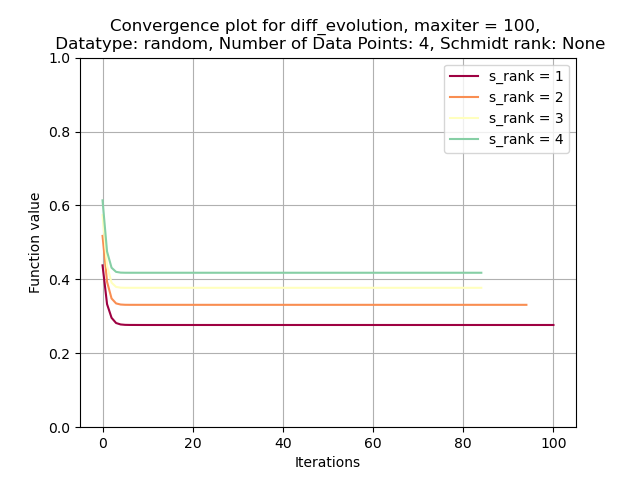 Convergence plot for diff_evolution, maxiter = 100,
Datatype: random, Number of Data Points: 4, Schmidt rank: None
s_rank = 1
s_rank = 2
s_rank = 3
s_rank = 4
Function value
1.0
0.8
0.6
0.4
0.2
0.0
0 20 40 60 80 100
Iterations